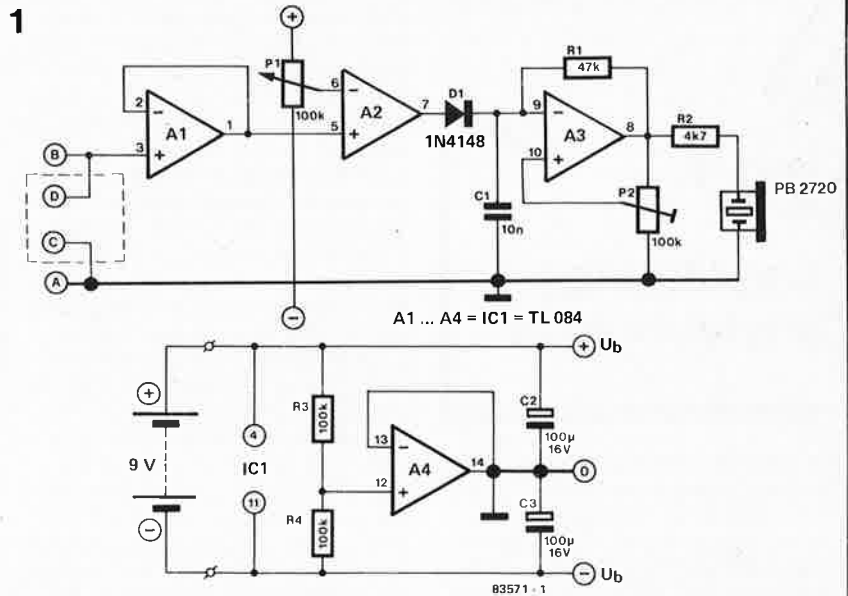 1
+
P1
100k
2
−
A1
3
+
1
6
−
A2
5
+
7
D1
1N4148
C1
10n
R1
47k
9
−
A3
10
+
8
R2
4k7
P2
100k
PB 2720
B
D
C
A
−
A1 ... A4 = IC1 = TL 084
+
9 V
−
4
IC1
11
R3
100k
R4
100k
13
−
A4
12
+
14
+ Ub
C2
100µ
16V
0
C3
100µ
16V
− Ub
83571 - 1